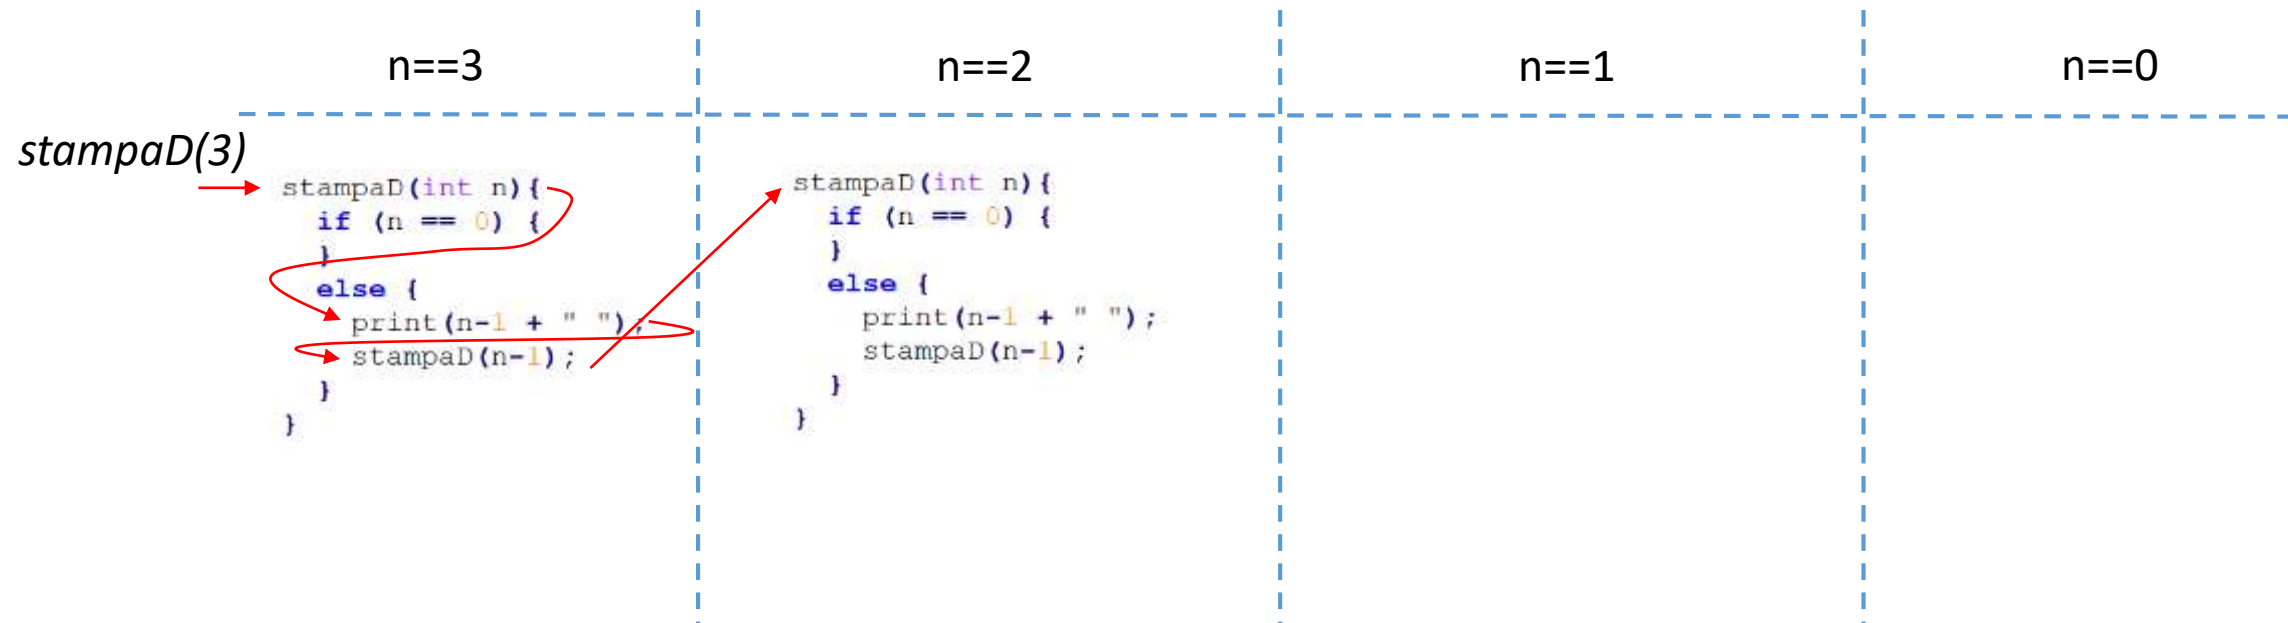 n==3
n==2
n==1
n==0
stampaD(3)
stampaD(int n){
if (n == 0) {
}
else {
print(n-1 + " ");
stampaD(n-1);
}
}
stampaD(int n){
if (n == 0) {
}
else {
print(n-1 + " ");
stampaD(n-1);
}
}